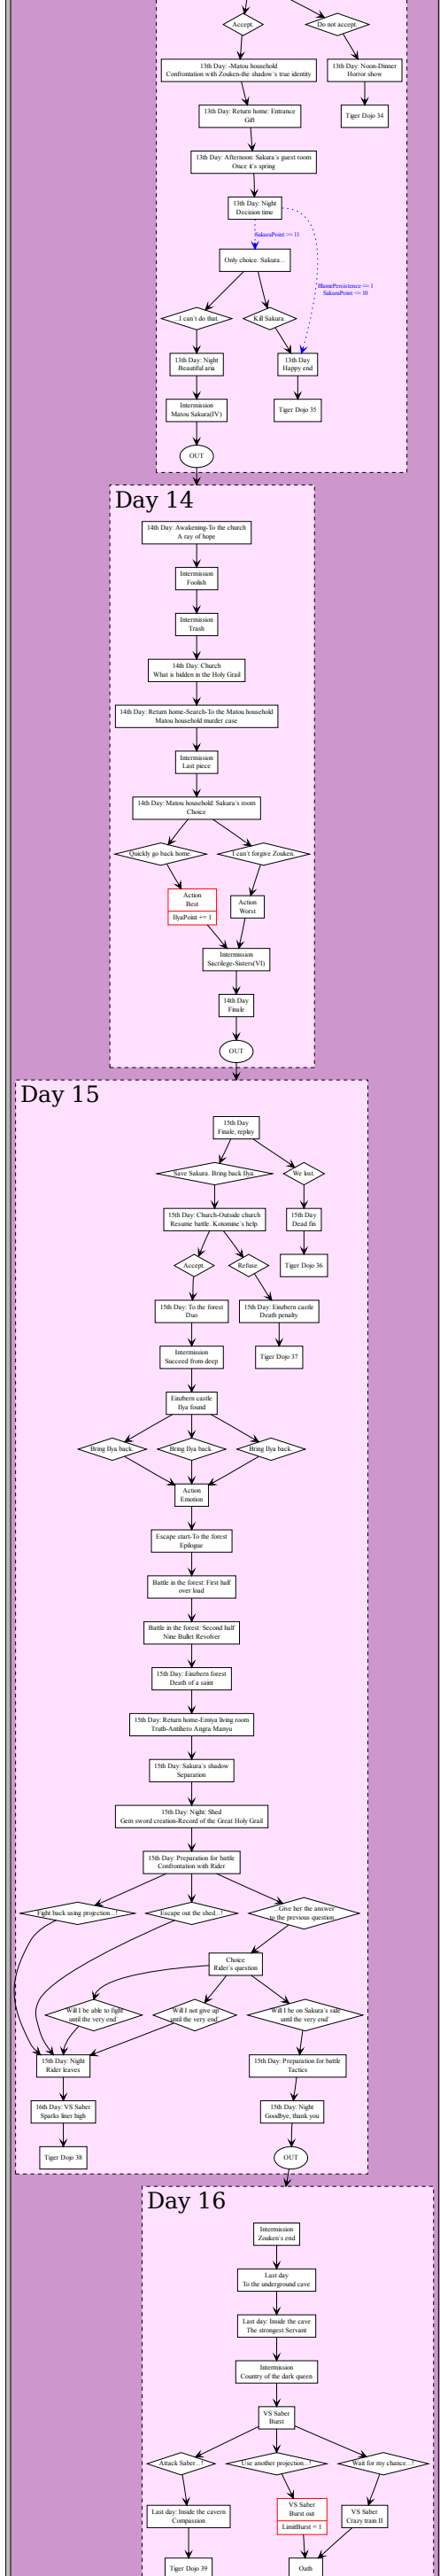 Accept.
Do not accept
13th Day: -Matou household
Confrontation with Zouken-the shadow's true identity
13th Day: Noon-Dinner
Horror show
13th Day: Return home: Entrance
Gift
Tiger Dojo 34
13th Day: Afternoon: Sakura's guest room
Once it's spring
13th Day: Night
Decision time
SakuraPoint >= 11
Only choice. Sakura...
BlamePersistence == 1
SakuraPoint <= 10
...I can't do that.
Kill Sakura.
13th Day: Night
Beautiful aria
13th Day
Happy end
Intermission
Matou Sakura(IV)
Tiger Dojo 35
OUT
Day 14
14th Day: Awakening-To the church
A ray of hope
Intermission
Foolish
Intermission
Trash
14th Day: Church
What is hidden in the Holy Grail
14th Day: Return home-Search-To the Matou household
Matou household murder case
Intermission
Last piece
14th Day: Matou household: Sakura's room
Choice
Quickly go back home.
I can't forgive Zouken.
Action
Best
IlyaPoint += 1
Action
Worst
Intermission
Sacrilege-Sisters(VI)
14th Day
Finale
OUT
Day 15
15th Day
Finale, replay
Save Sakura. Bring back Ilya.
We lost.
15th Day: Church-Outside church
Resume battle. Kotomine's help.
15th Day
Dead fin
Accept.
Refuse.
Tiger Dojo 36
15th Day: To the forest
Duo
15th Day: Einzbern castle
Death penalty
Intermission
Succeed from deep
Tiger Dojo 37
Einzbern castle
Ilya found
Bring Ilya back.
Bring Ilya back.
Bring Ilya back.
Action
Emotion
Escape start-To the forest
Epilogue
Battle in the forest: First half
over load
Battle in the forest: Second half
Nine Bullet Revolver
15th Day: Einzbern forest
Death of a saint
15th Day: Return home-Emiya living room
Truth-Antihero Angra Manyu
15th Day: Sakura's shadow
Separation
15th Day: Night: Shed
Gem sword creation-Record of the Great Holy Grail
15th Day: Preparation for battle
Confrontation with Rider
Fight back using projection...!
Escape out the shed...!
...Give her the answer
to the previous question.
Choice
Rider's question
'Will I be able to fight
until the very end'
'Will I not give up
until the very end'
'Will I be on Sakura's side
until the very end'
15th Day: Night
Rider leaves
15th Day: Preparation for battle
Tactics
16th Day: VS Saber
Sparks liner high
15th Day: Night
Goodbye, thank you
Tiger Dojo 38
OUT
Day 16
Intermission
Zouken's end
Last day
To the underground cave
Last day: Inside the cave
The strongest Servant
Intermission
Country of the dark queen
VS Saber
Burst
Attack Saber...!
Use another projection...!
Wait for my chance...!
Last day: Inside the cavern
Compassion
VS Saber
Burst out
LimitBurst = 1
VS Saber
Crazy train II
Tiger Dojo 39
Oath